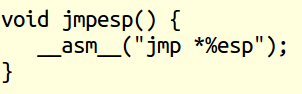 void jmpesp() {
   __asm__("jmp *%esp");
}